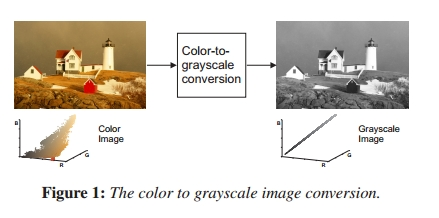 Color-to-
grayscale
conversion
B
G
R
Color
Image
B
G
R
Grayscale
Image
Figure 1: The color to grayscale image conversion.